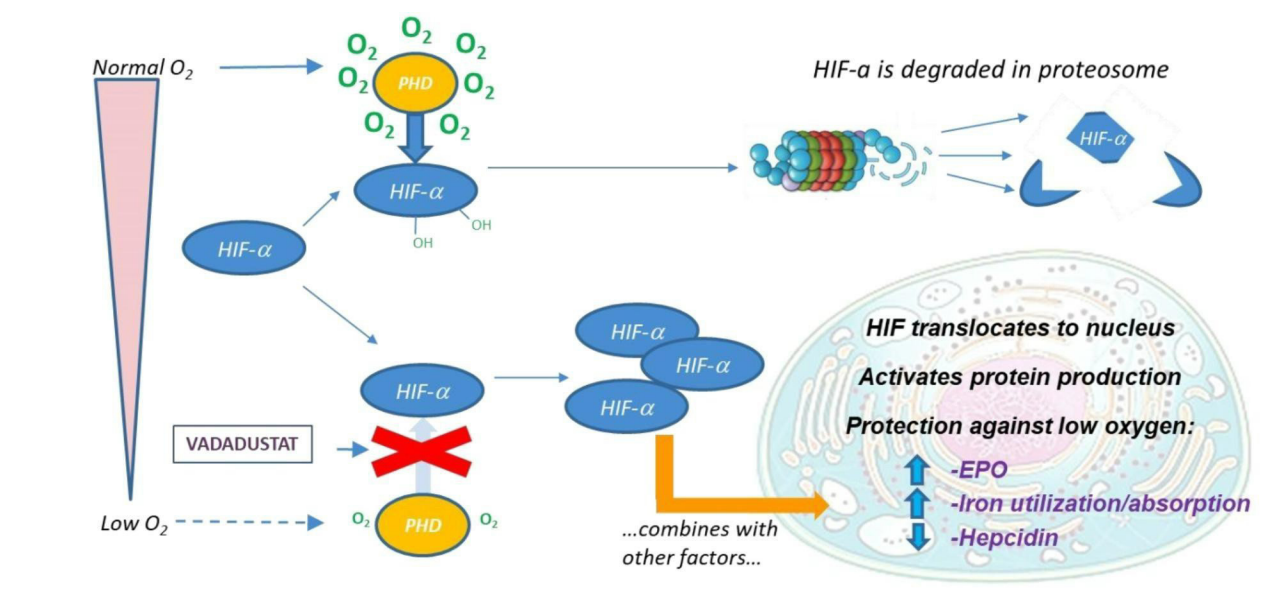 Normal O2
O2
O2
O2
O2
O2
O2
O2
PHD
HIF-α
OH
OH
HIF-α
HIF-a is degraded in proteosome
HIF-α
HIF-α
VADADUSTAT
Low O2
O2
PHD
O2
HIF-α
HIF-α
HIF-α
...combines with
other factors...
HIF translocates to nucleus
Activates protein production
Protection against low oxygen:
-EPO
-Iron utilization/absorption
-Hepcidin